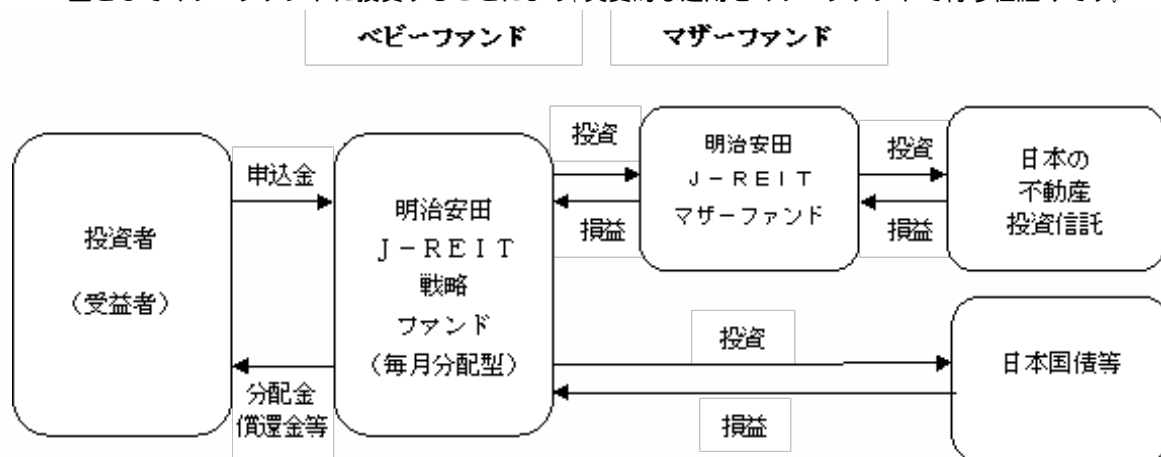 ベビーファンド
マザーファンド
投資者
（受益者）
申込金
分配金
償還金等
明治安田
Ｊ－ＲＥＩＴ
戦略
ファンド
（毎月分配型）
投資
損益
明治安田
Ｊ－ＲＥＩＴ
マザーファンド
投資
損益
日本の
不動産
投資信託
投資
損益
日本国債等